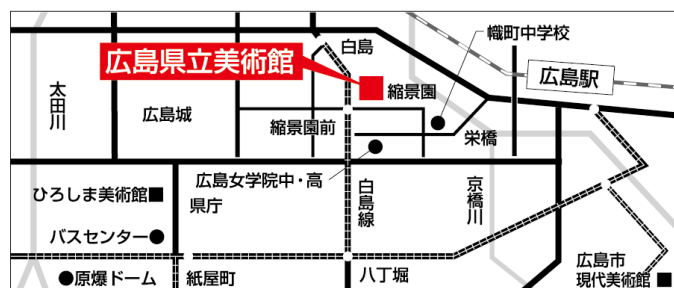 白島
幟町中学校
広島県立美術館
広島駅
太田川
縮景園
広島城
縮景園前
栄橋
広島女学院中・高
県庁
ひろしま美術館
白島線
京橋川
バスセンター
広島市
現代美術館
原爆ドーム
紙屋町
八丁堀